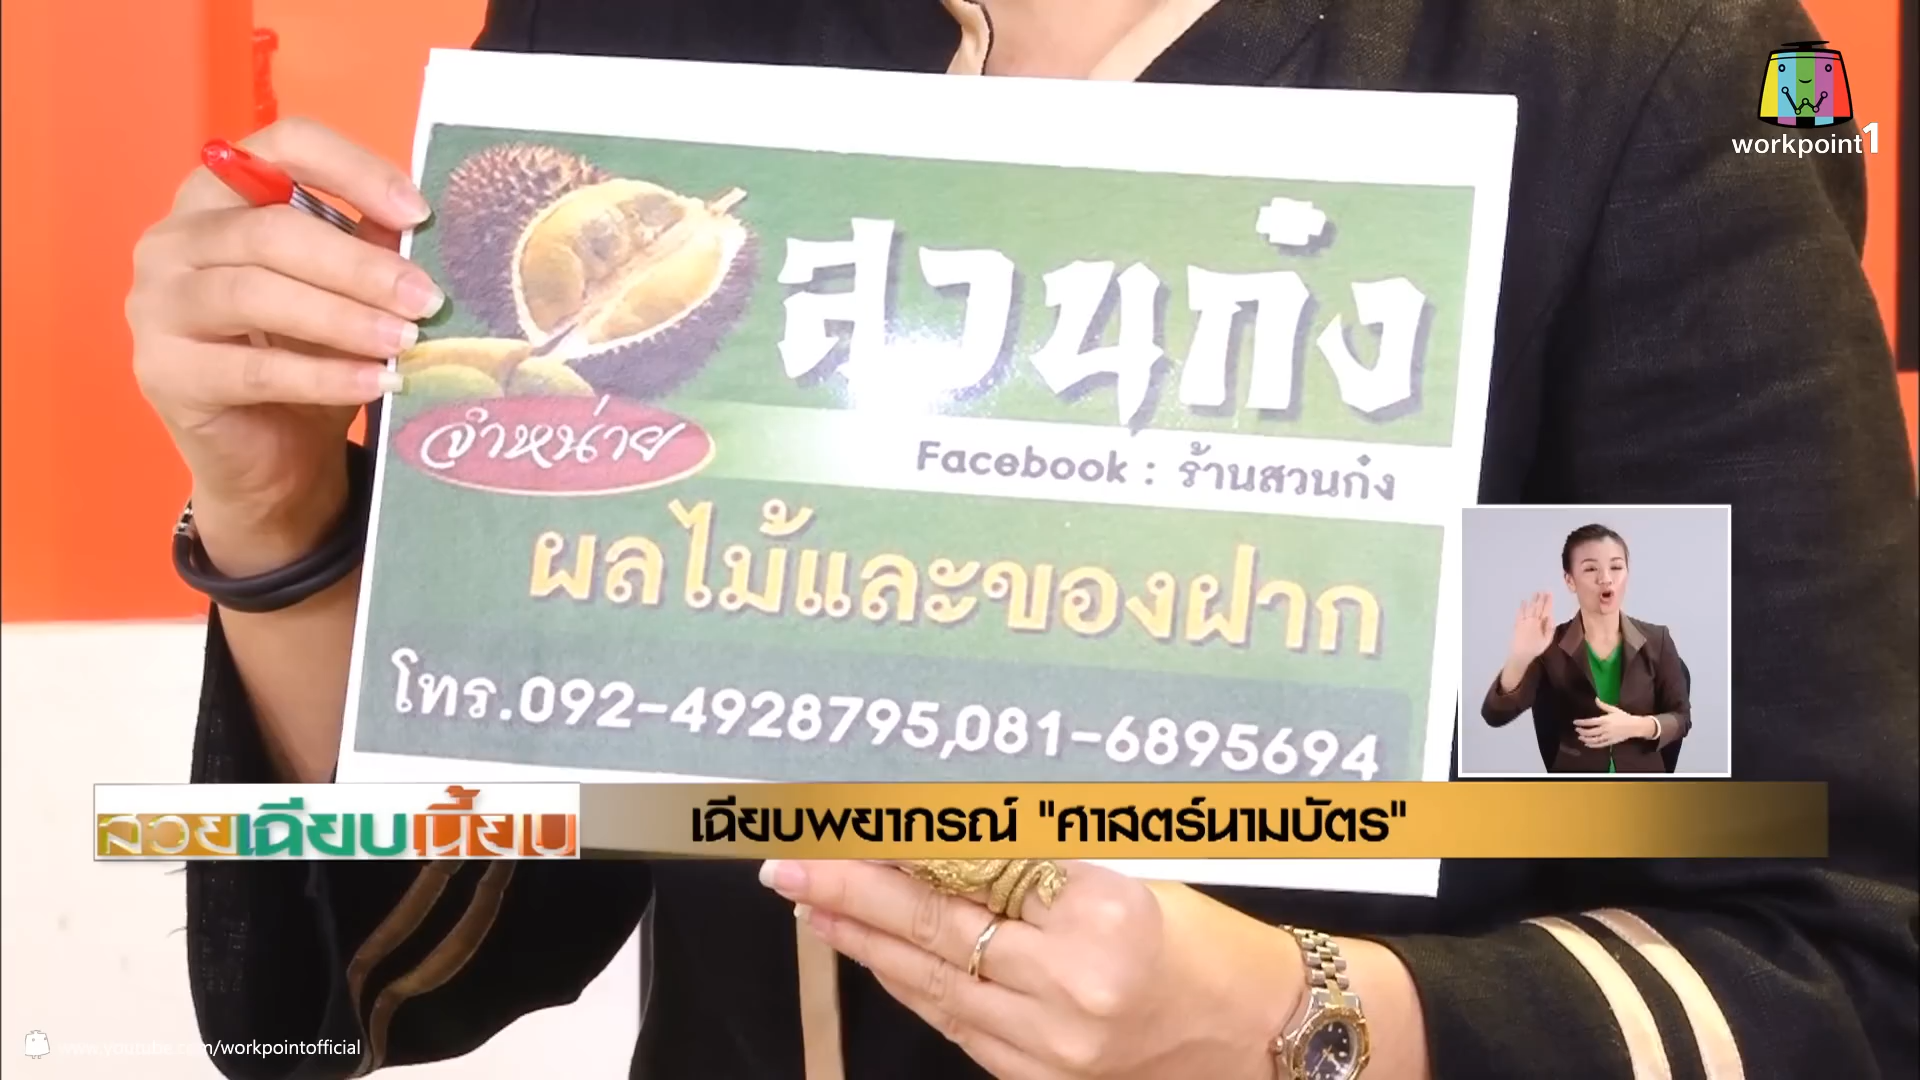 workpoint1
สวนก๋ง
จำหน่าย
Facebook : ร้านสวนก๋ง
ผลไม้และของฝาก
โทร.092-4928795,081-6895694
สวยเฉียบเนี้ยบ
เฉียบพยากรณ์ "ศาสตร์นามบัตร"
www.youtube.com/workpointofficial